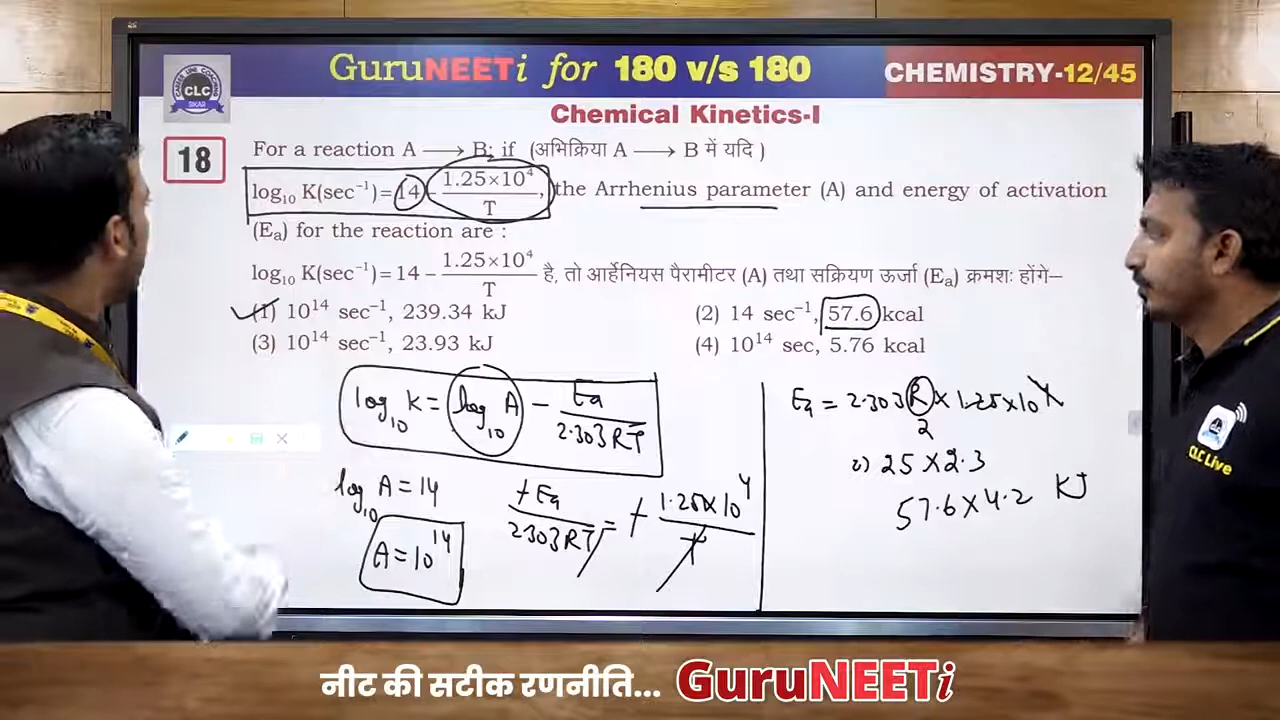 GuruNEETi for 180 v/s 180
CHEMISTRY-12/45
CAREER LINE COACHING
CLC
SIKAR
Chemical Kinetics-I
18
For a reaction A ⟶ B; if (अभिक्रिया A ⟶ B में यदि )
log₁₀ K(sec⁻¹)=14 - 1.25×10⁴/T, the Arrhenius parameter (A) and energy of activation
(Eₐ) for the reaction are :
log₁₀ K(sec⁻¹)=14 – 1.25×10⁴/T है, तो आर्हेनियस पैरामीटर (A) तथा सक्रियण ऊर्जा (Eₐ) क्रमशः होंगे–
(1) 10¹⁴ sec⁻¹, 239.34 kJ
(2) 14 sec⁻¹, 57.6 kcal
(3) 10¹⁴ sec⁻¹, 23.93 kJ
(4) 10¹⁴ sec, 5.76 kcal
log₁₀ K = log₁₀ A – Ea/2.303RT
log₁₀ A = 14
A = 10¹⁴
+Ea/2.303RT = +1.25×10⁴/T
Ea = 2.303 R × 1.25×10
2
25 × 2.3
57.6 × 4.2 KJ
CLC Live
नीट की सटीक रणनीति... GuruNEETi